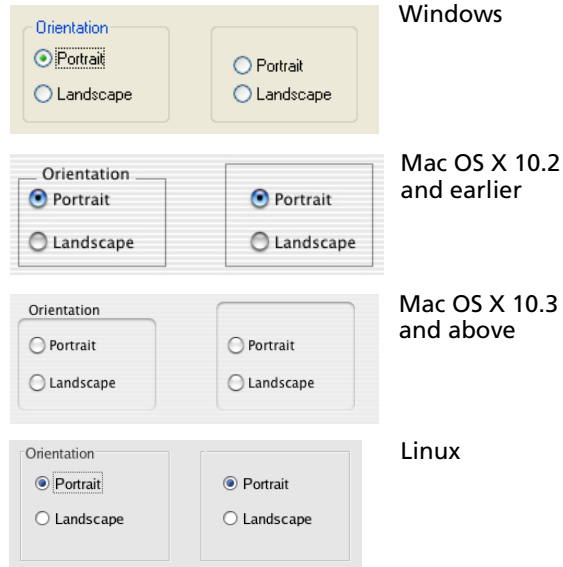 Windows
Orientation
Portrait
Landscape
Portrait
Landscape
Mac OS X 10.2
and earlier
Orientation
Portrait
Landscape
Portrait
Landscape
Mac OS X 10.3
and above
Orientation
Portrait
Landscape
Portrait
Landscape
Linux
Orientation
Portrait
Landscape
Portrait
Landscape